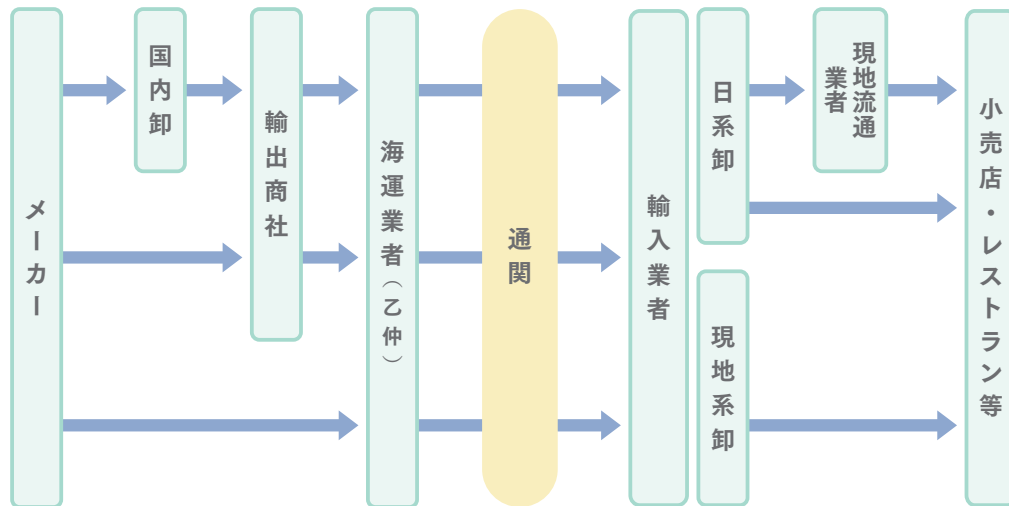 メーカー
国内卸
輸出商社
海運業者（乙仲）
通関
輸入業者
日系卸
現地系卸
現地流通
業者
小売店・レストラン等